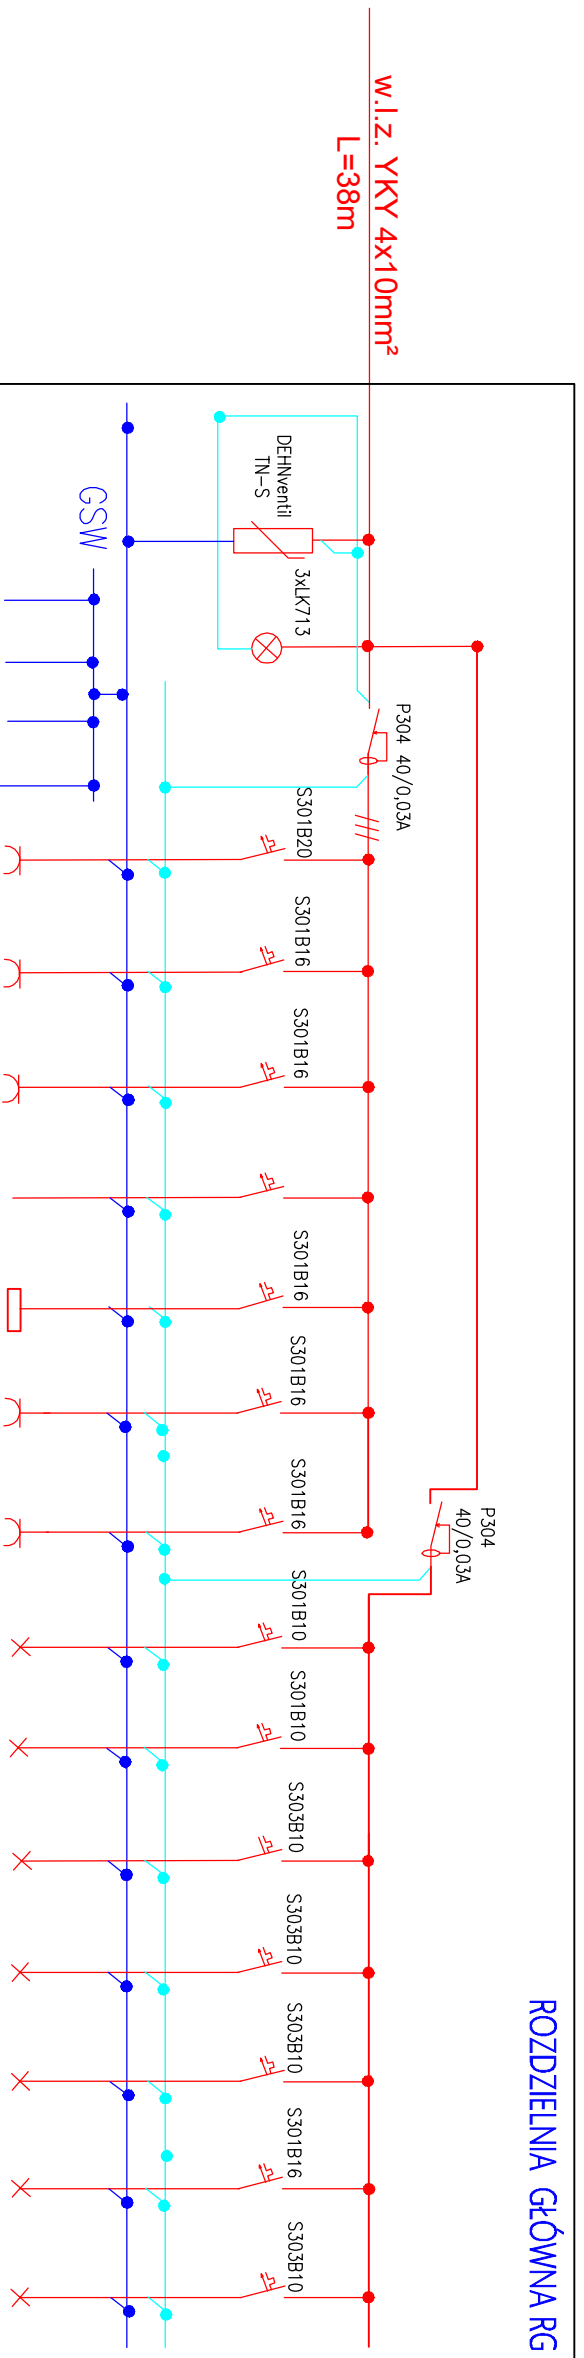 w.l.z. YKY 4x10mm²
L=38m
ROZDZIELNIA GŁÓWNA RG
DEHNventil
TN-S
3xLK713
GSW
P304 40/0,03A
S301B20
S301B16
S301B16
S301B16
S301B16
S301B16
P304
40/0,03A
S301B10
S301B10
S303B10
S303B10
S303B10
S301B16
S303B10